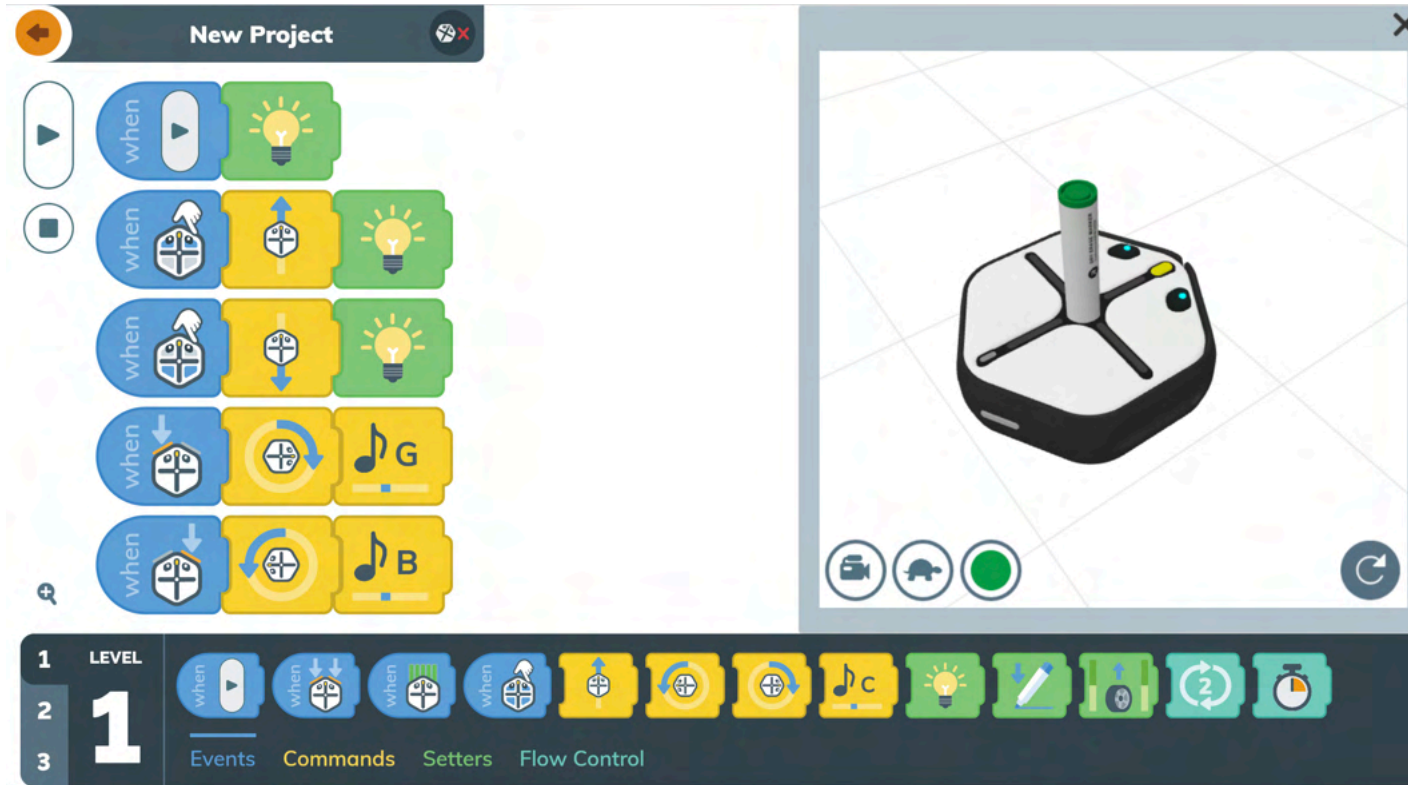 New Project
when
when
when
when G
when B
1 LEVEL
2 1
3
when when when when C 2
Events Commands Setters Flow Control